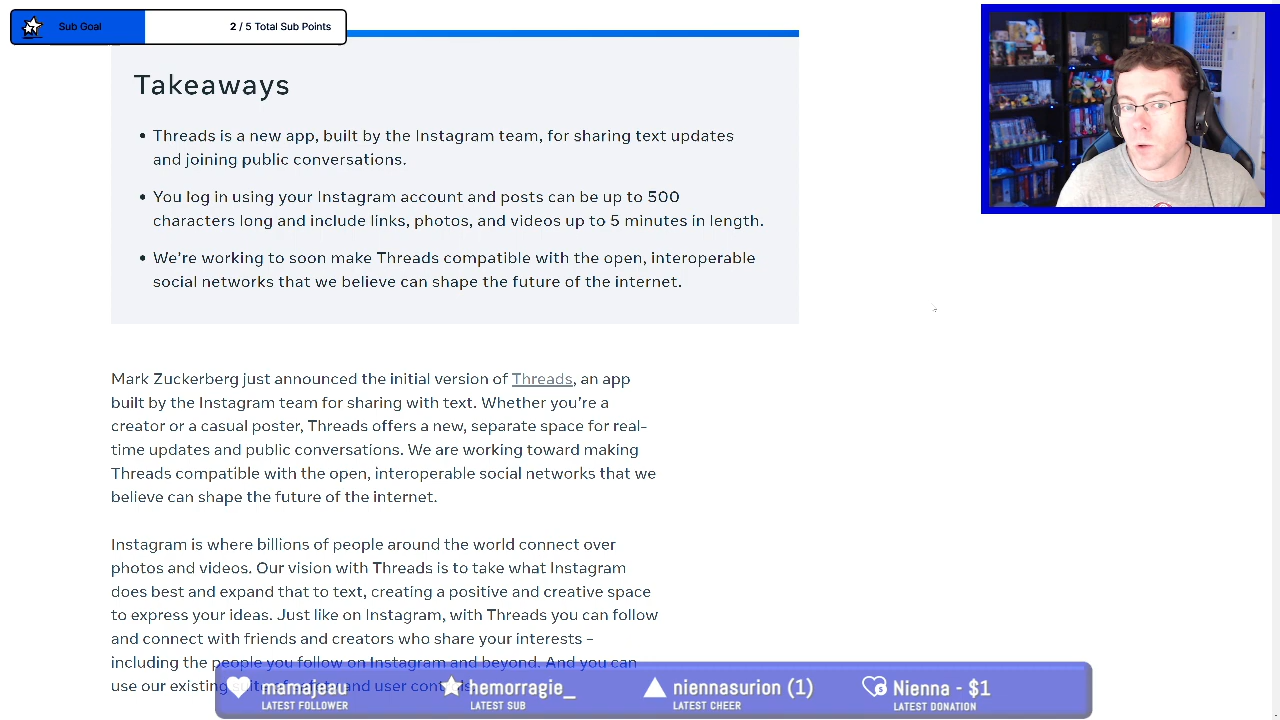 Sub Goal
2 / 5 Total Sub Points
Takeaways
• Threads is a new app, built by the Instagram team, for sharing text updates
and joining public conversations.
• You log in using your Instagram account and posts can be up to 500
characters long and include links, photos, and videos up to 5 minutes in length.
• We're working to soon make Threads compatible with the open, interoperable
social networks that we believe can shape the future of the internet.
Mark Zuckerberg just announced the initial version of Threads, an app
built by the Instagram team for sharing with text. Whether you're a
creator or a casual poster, Threads offers a new, separate space for real-
time updates and public conversations. We are working toward making
Threads compatible with the open, interoperable social networks that we
believe can shape the future of the internet.
Instagram is where billions of people around the world connect over
photos and videos. Our vision with Threads is to take what Instagram
does best and expand that to text, creating a positive and creative space
to express your ideas. Just like on Instagram, with Threads you can follow
and connect with friends and creators who share your interests –
including the people you follow on Instagram and beyond. And you can
use our existing suite of safety and user controls.
mamajeau
LATEST FOLLOWER
hemorragie_
LATEST SUB
niennasurion (1)
LATEST CHEER
Nienna - $1
LATEST DONATION